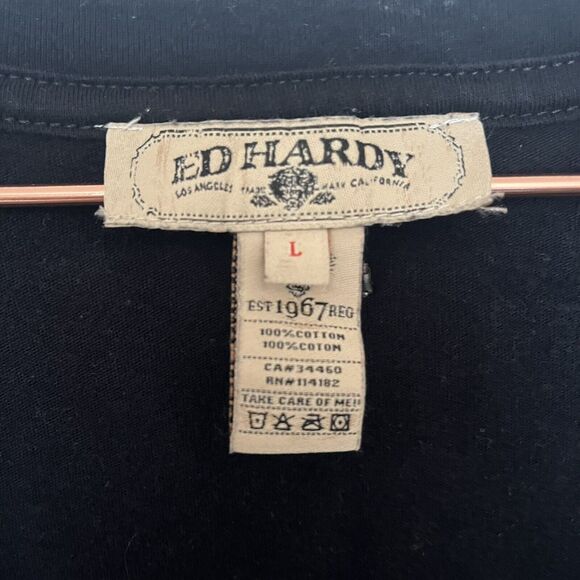 ED HARDY
LOS ANGELES TRADE MARK CALIFORNIA
L
EST 1967 REG
100%COTTON
100%COTON
CA#34460
RN#114182
TAKE CARE OF ME!!